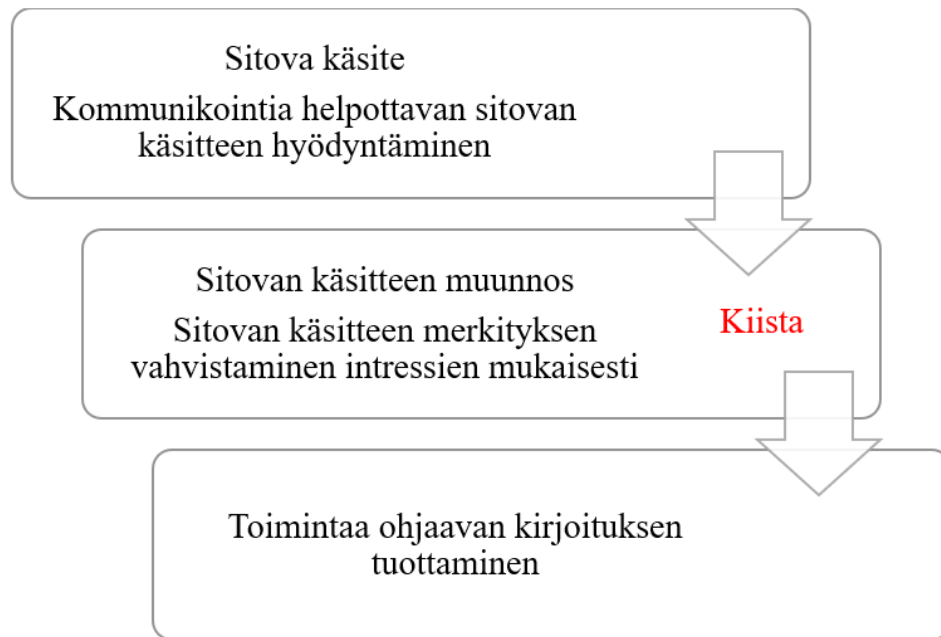 Sitova käsite
Kommunikointia helpottavan sitovan
käsitteen hyödyntäminen
Sitovan käsitteen muunnos
Sitovan käsitteen merkityksen
vahvistaminen intressien mukaisesti
Kiista
Toimintaa ohjaavan kirjoituksen
tuottaminen